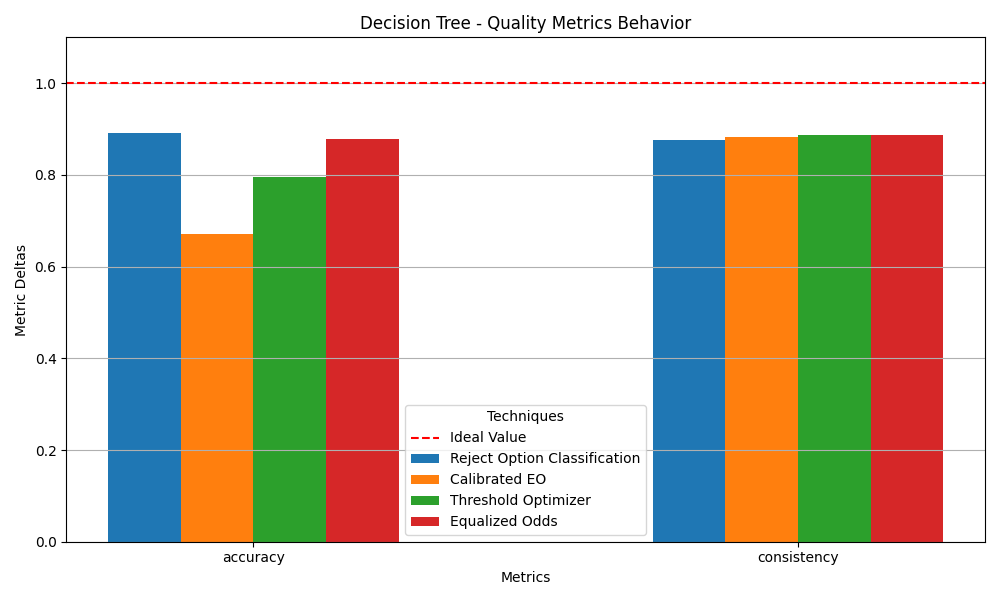 Decision Tree - Quality Metrics Behavior
Metric Deltas
1.0
0.8
0.6
0.4
0.2
0.0
Techniques
Ideal Value
Reject Option Classification
Calibrated EO
Threshold Optimizer
Equalized Odds
accuracy
consistency
Metrics